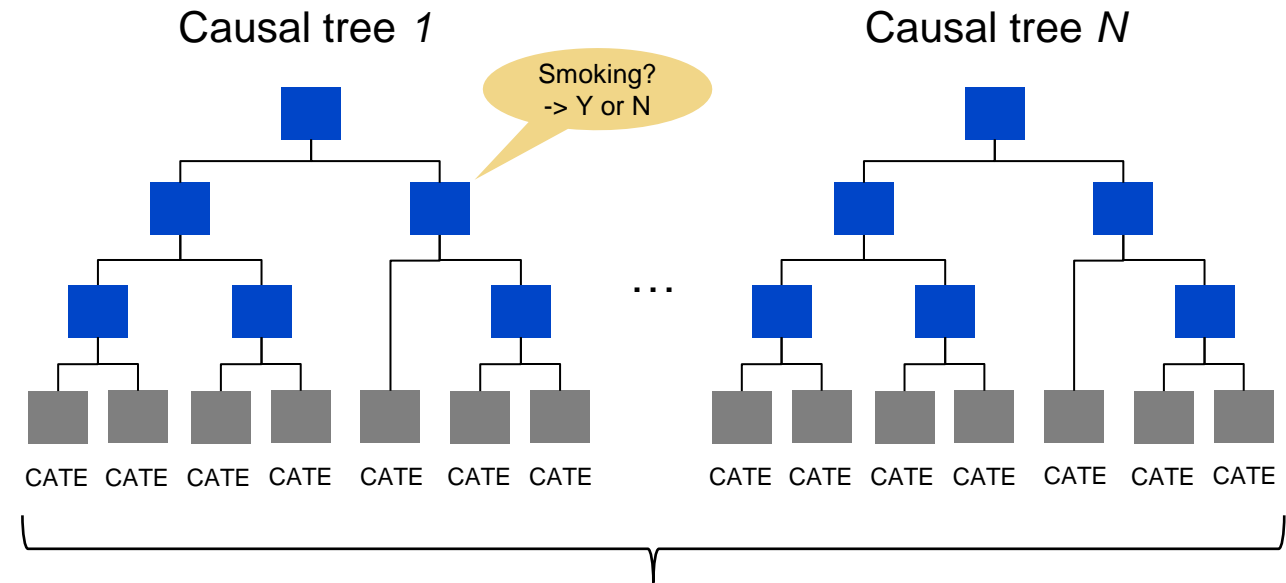 Causal tree 1
Causal tree N
Smoking?
-> Y or N
...
CATE CATE CATE CATE CATE CATE CATE
CATE CATE CATE CATE CATE CATE CATE